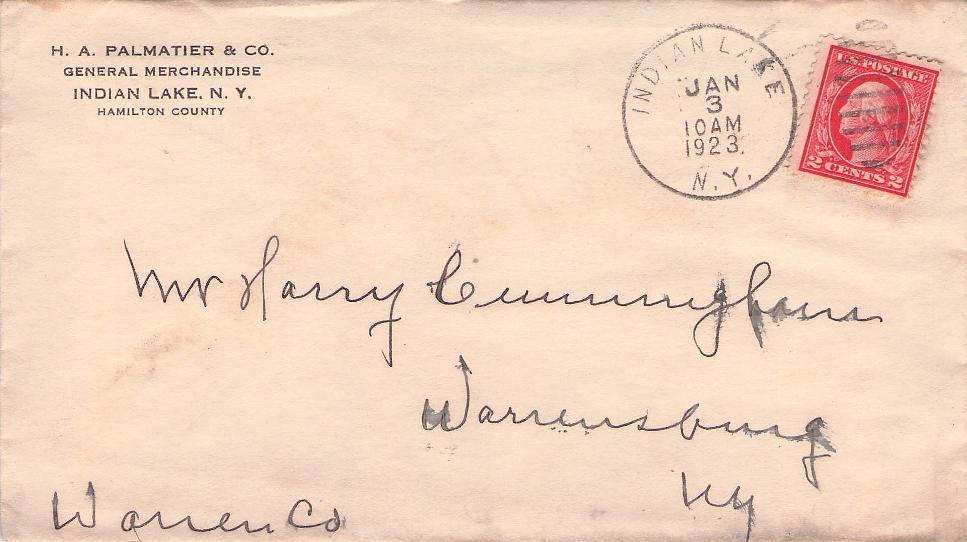 H. A. PALMATIER & CO.
GENERAL MERCHANDISE
INDIAN LAKE, N. Y.
HAMILTON COUNTY
INDIAN LAKE
JAN
3
10AM
1923.
N.Y.
U.S. POSTAGE
2 CENTS 2
Mr Harry Cunningham
Warrensburg
NY
Warren Co